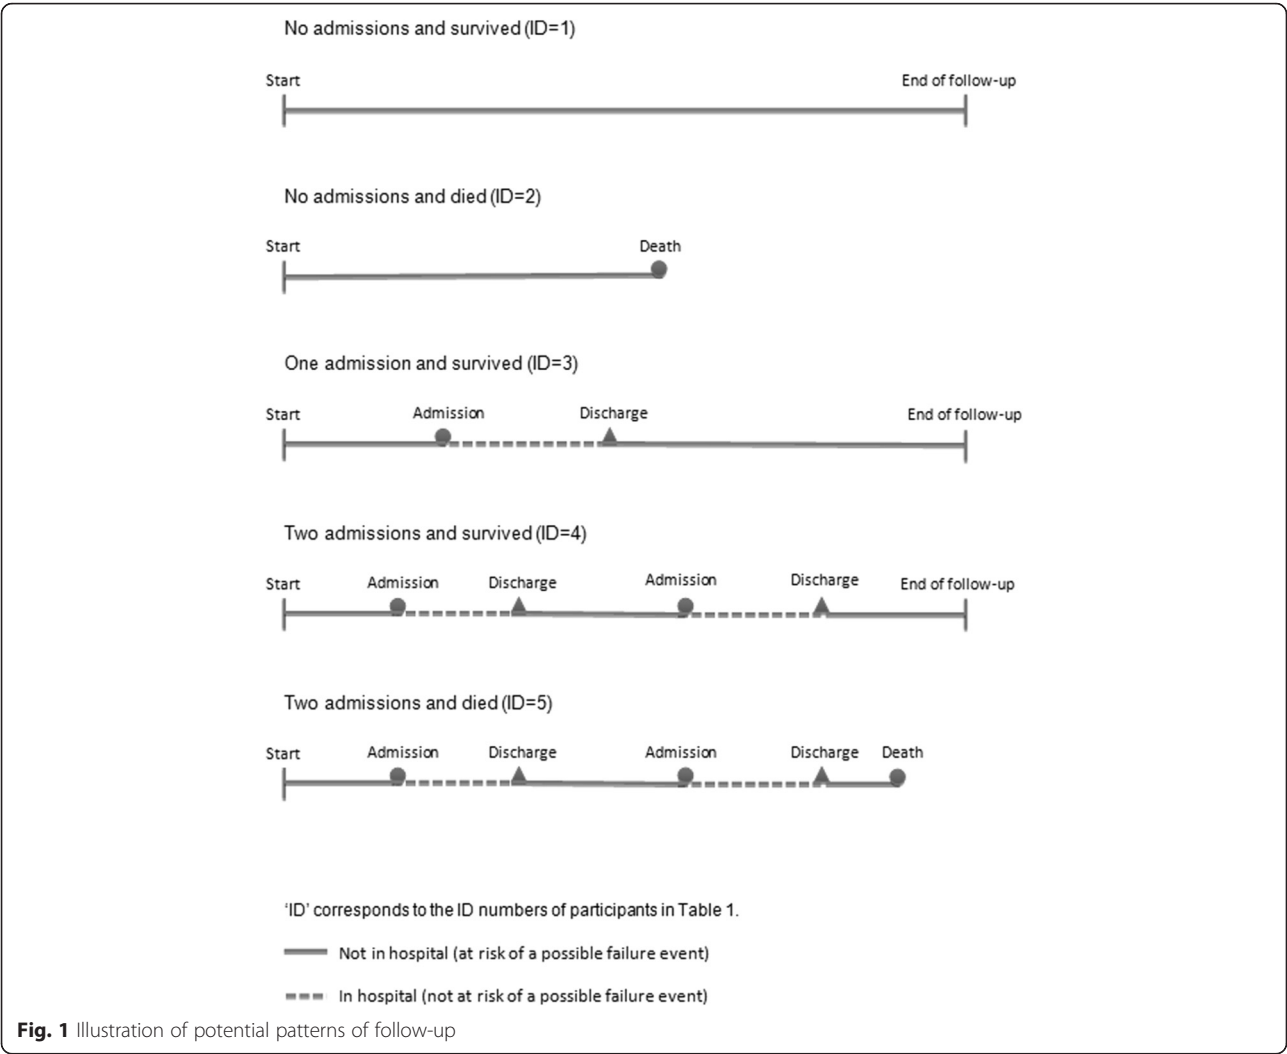 No admissions and survived (ID=1)
Start End of follow-up
No admissions and died (ID=2)
Start Death
One admission and survived (ID=3)
Start Admission Discharge End of follow-up
Two admissions and survived (ID=4)
Start Admission Discharge Admission Discharge End of follow-up
Two admissions and died (ID=5)
Start Admission Discharge Admission Discharge Death
‘ID’ corresponds to the ID numbers of participants in Table 1.
Not in hospital (at risk of a possible failure event)
In hospital (not at risk of a possible failure event)
Fig. 1 Illustration of potential patterns of follow-up